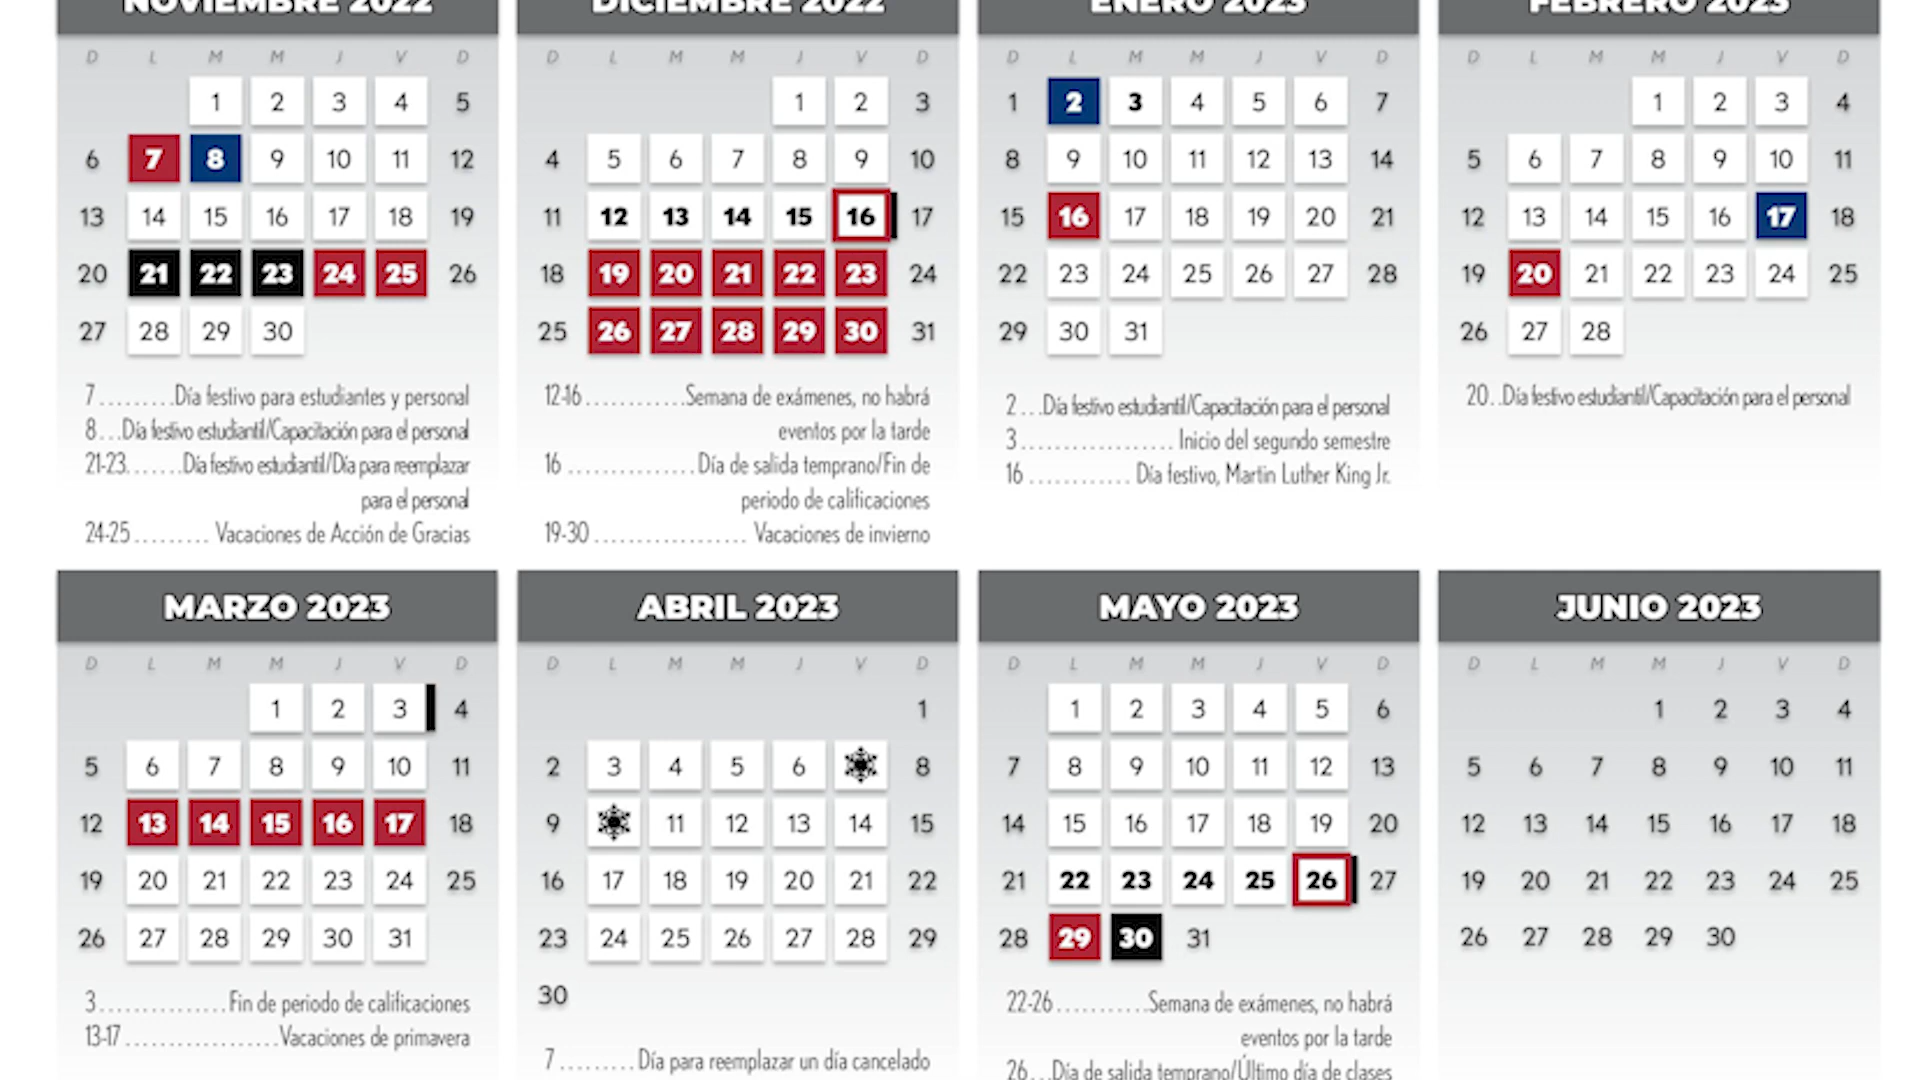 NOVIEMBRE 2022
D L M M J V D
1 2 3 4 5
6 7 8 9 10 11 12
13 14 15 16 17 18 19
20 21 22 23 24 25 26
27 28 29 30
7.........Día festivo para estudiantes y personal
8...Día festivo estudiantil/Capacitación para el personal
21-23.......Día festivo estudiantil/Día para reemplazar
para el personal
24-25......... Vacaciones de Acción de Gracias
DICIEMBRE 2022
D L M M J V D
1 2 3
4 5 6 7 8 9 10
11 12 13 14 15 16 17
18 19 20 21 22 23 24
25 26 27 28 29 30 31
12-16............Semana de exámenes, no habrá
eventos por la tarde
16 ...............Día de salida temprano/Fin de
periodo de calificaciones
19-30.................. Vacaciones de invierno
ENERO 2023
D L M M J V D
1 2 3 4 5 6 7
8 9 10 11 12 13 14
15 16 17 18 19 20 21
22 23 24 25 26 27 28
29 30 31
2...Día festivo estudiantil/Capacitación para el personal
3.................. Inicio del segundo semestre
16 ............ Día festivo, Martin Luther King Jr.
FEBRERO 2023
D L M M J V D
1 2 3 4
5 6 7 8 9 10 11
12 13 14 15 16 17 18
19 20 21 22 23 24 25
26 27 28
20..Día festivo estudiantil/Capacitación para el personal
MARZO 2023
D L M M J V D
1 2 3 4
5 6 7 8 9 10 11
12 13 14 15 16 17 18
19 20 21 22 23 24 25
26 27 28 29 30 31
3...............Fin de periodo de calificaciones
13-17..................Vacaciones de primavera
ABRIL 2023
D L M M J V D
1
2 3 4 5 6 8
9 11 12 13 14 15
16 17 18 19 20 21 22
23 24 25 26 27 28 29
30
7.........Día para reemplazar un día cancelado
MAYO 2023
D L M M J V D
1 2 3 4 5 6
7 8 9 10 11 12 13
14 15 16 17 18 19 20
21 22 23 24 25 26 27
28 29 30 31
22-26...........Semana de exámenes, no habrá
eventos por la tarde
26...Día de salida temprano/Último día de clases
JUNIO 2023
D L M M J V D
1 2 3 4
5 6 7 8 9 10 11
12 13 14 15 16 17 18
19 20 21 22 23 24 25
26 27 28 29 30